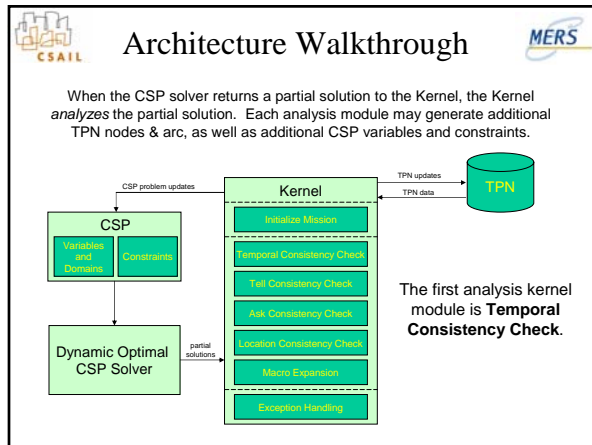 CSAIL
Architecture Walkthrough
MERS
When the CSP solver returns a partial solution to the Kernel, the Kernel
analyzes the partial solution. Each analysis module may generate additional
TPN nodes & arc, as well as additional CSP variables and constraints.
CSP problem updates
Kernel
TPN updates
TPN data
TPN
Initialize Mission
CSP
Variables
and
Domains
Constraints
Temporal Consistency Check
Tell Consistency Check
Ask Consistency Check
Location Consistency Check
Macro Expansion
Exception Handling
Dynamic Optimal
CSP Solver
partial
solutions
The first analysis kernel
module is Temporal
Consistency Check.